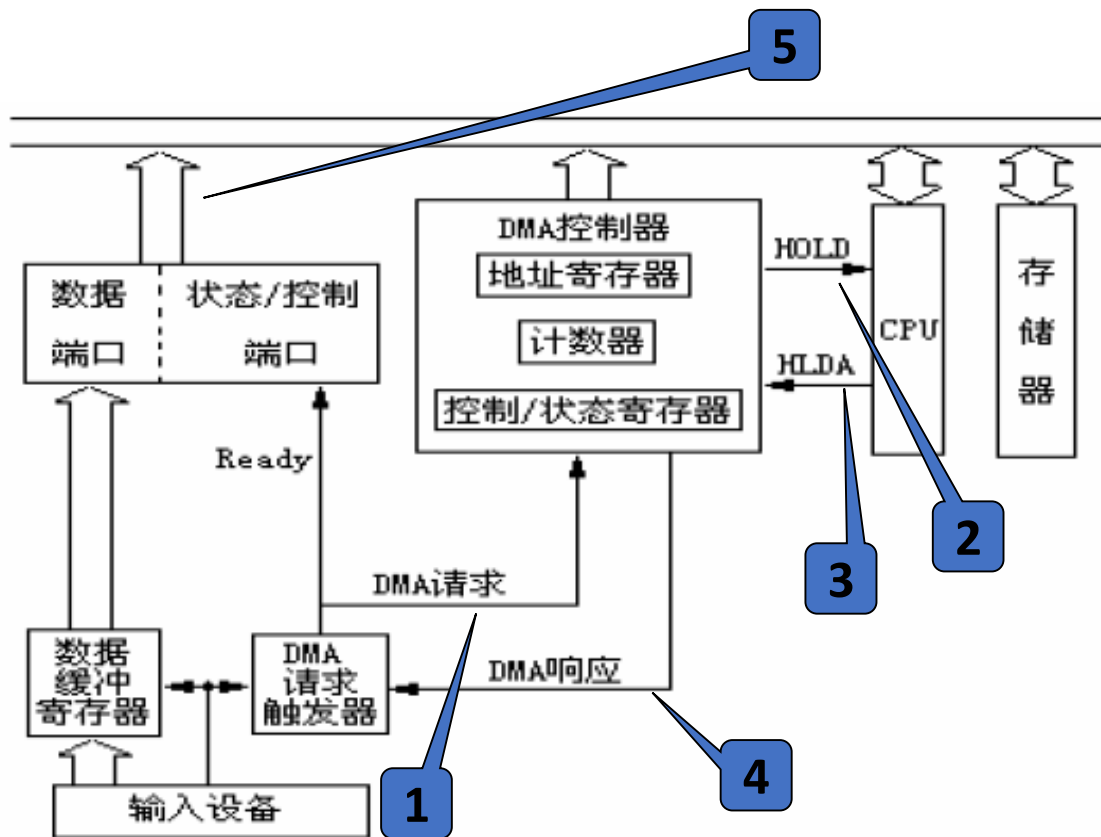 5
DMA控制器
地址寄存器
计数器
控制/状态寄存器
HOLD
HLDA
CPU
存
储
器
数据
端口
状态/控制
端口
Ready
2
3
DMA请求
数据
缓冲
寄存器
DMA
请求
触发器
DMA响应
1
4
输入设备